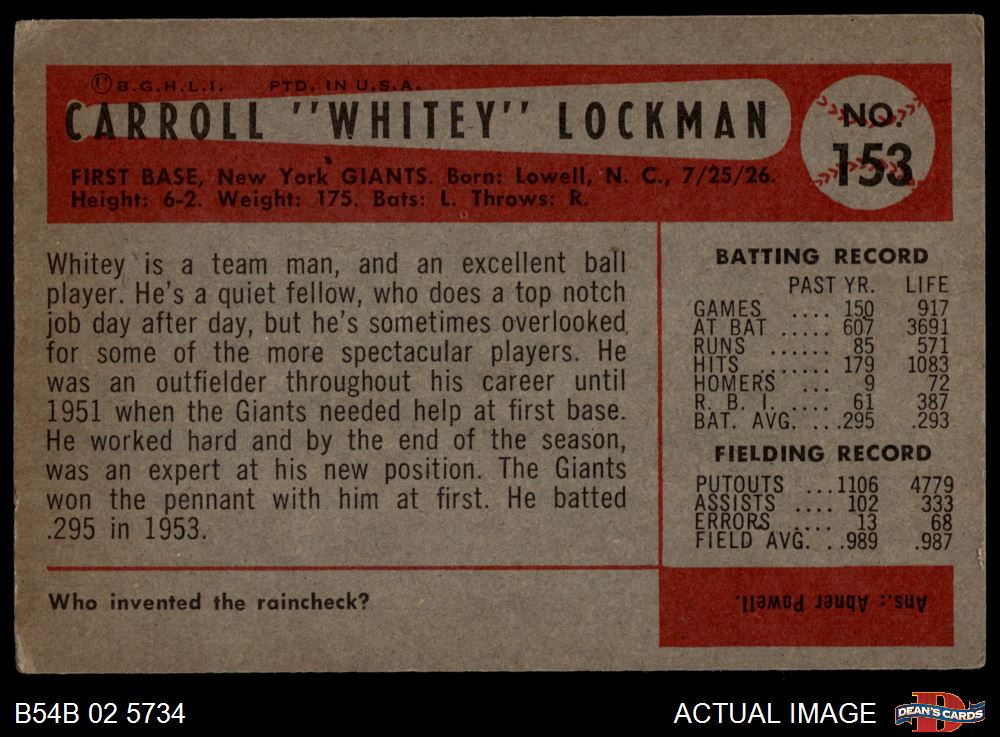 © B.G.H.L.I. PTD. IN U.S.A.
CARROLL "WHITEY" LOCKMAN
NO.
153
FIRST BASE, New York GIANTS. Born: Lowell, N. C., 7/25/26.
Height: 6-2. Weight: 175. Bats: L. Throws: R.
Whitey is a team man, and an excellent ball
player. He's a quiet fellow, who does a top notch
job day after day, but he's sometimes overlooked
for some of the more spectacular players. He
was an outfielder throughout his career until
1951 when the Giants needed help at first base.
He worked hard and by the end of the season,
was an expert at his new position. The Giants
won the pennant with him at first. He batted
.295 in 1953.
BATTING RECORD
PAST YR. LIFE
GAMES .... 150 917
AT BAT ..... 607 3691
RUNS ...... 85 571
HITS ....... 179 1083
HOMERS ... 9 72
R. B. I. .... 61 387
BAT. AVG. ...295 .293
FIELDING RECORD
PUTOUTS ...1106 4779
ASSISTS .... 102 333
ERRORS .... 13 68
FIELD AVG. ..989 .987
Who invented the raincheck?
Ans.: Abner Powell.
B54B 02 5734
ACTUAL IMAGE
DEAN'S CARDS